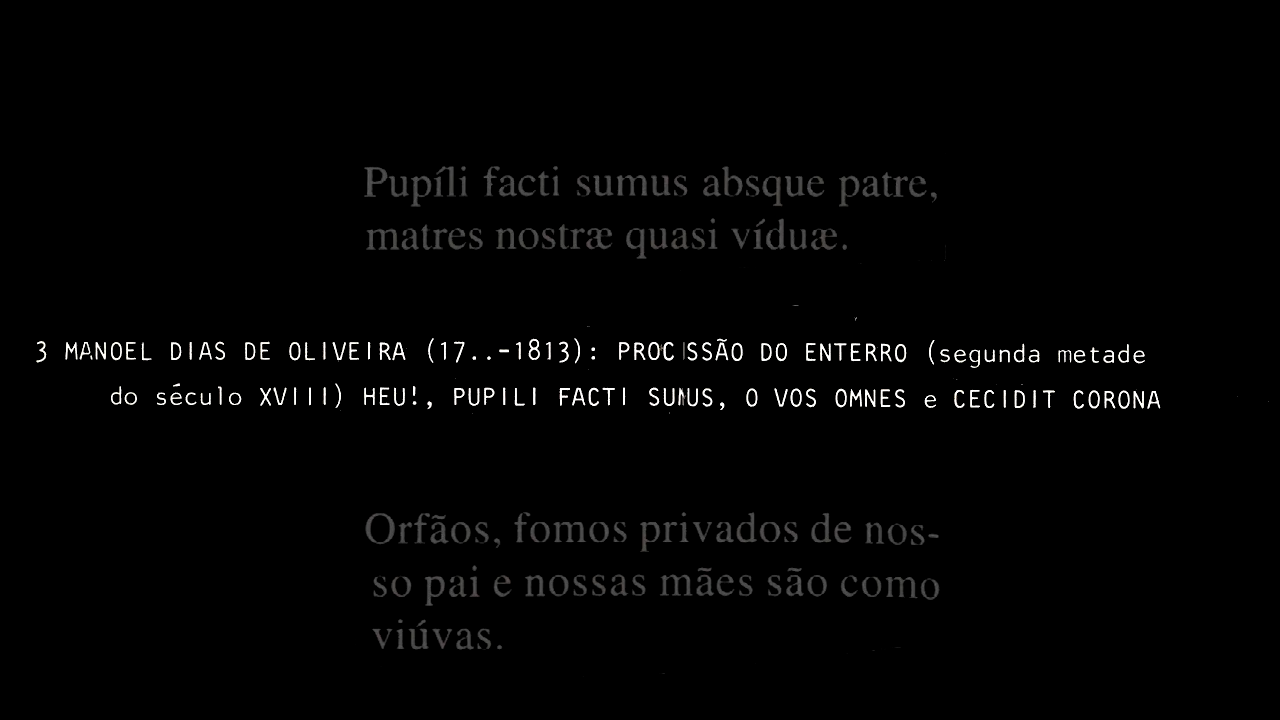 Pupíli facti sumus absque patre,
matres nostræ quasi víduæ.
3 MANOEL DIAS DE OLIVEIRA (17..-1813): PROCISSÃO DO ENTERRO (segunda metade
do século XVIII) HEU!, PUPILI FACTI SUMUS, O VOS OMNES e CECIDIT CORONA
Orfãos, fomos privados de nos-
so pai e nossas mães são como
viúvas.